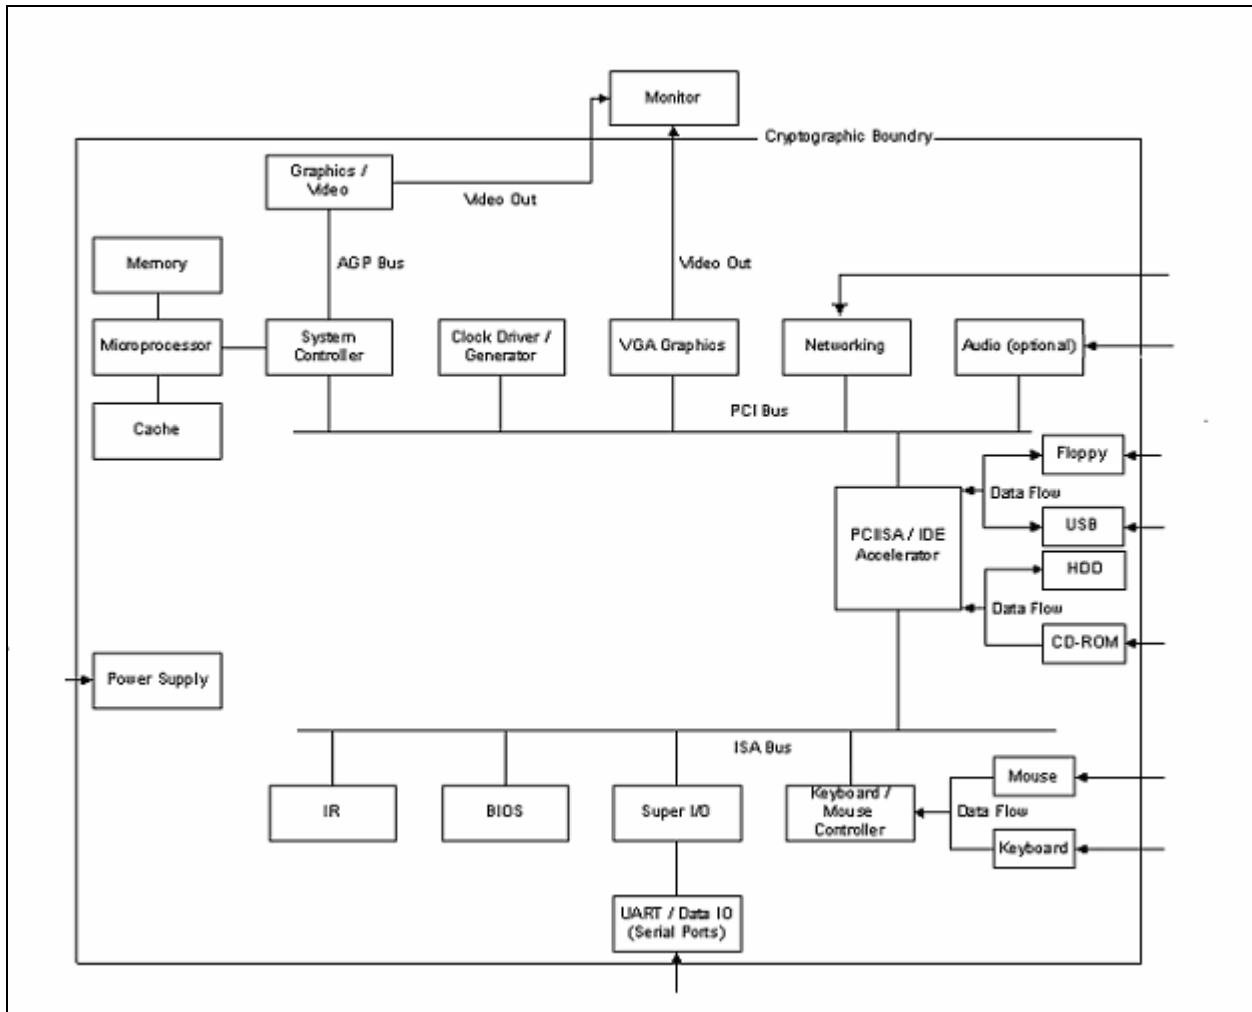 Monitor
Cryptographic Boundry
Graphics /
Video
Video Out
Memory
AGP Bus
Video Out
Microprocessor
System
Controller
Clock Driver /
Generator
VGA Graphics
Networking
Audio (optional)
Cache
PCI Bus
Floppy
Data Flow
USB
PCIISA / IDE
Accelerator
HDD
Data Flow
CD-ROM
Power Supply
ISA Bus
IR
BIOS
Super I/O
Keyboard /
Mouse
Controller
Mouse
Data Flow
Keyboard
UART / Data IO
(Serial Ports)